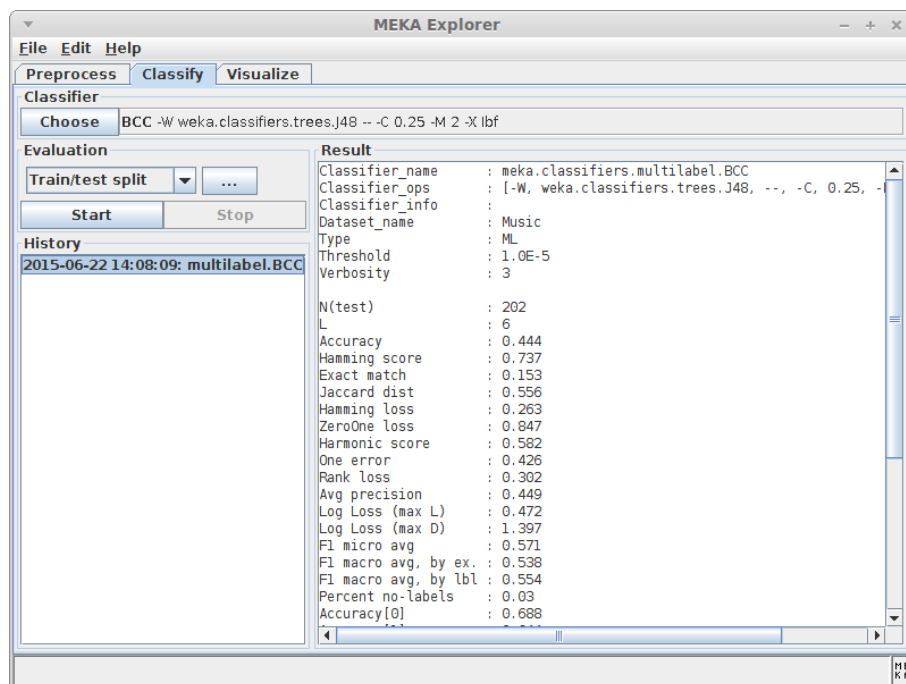 MEKA Explorer
File Edit Help
Preprocess Classify Visualize
Classifier
Choose BCC -W weka.classifiers.trees.J48 -- -C 0.25 -M 2 -X Ibf
Evaluation
Train/test split ...
Start Stop
History
2015-06-22 14:08:09: multilabel.BCC
Result
Classifier_name : meka.classifiers.multilabel.BCC
Classifier_ops : [-W, weka.classifiers.trees.J48, --, -C, 0.25, -
Classifier_info :
Dataset_name : Music
Type : ML
Threshold : 1.0E-5
Verbosity : 3
N(test) : 202
L : 6
Accuracy : 0.444
Hamming score : 0.737
Exact match : 0.153
Jaccard dist : 0.556
Hamming loss : 0.263
ZeroOne loss : 0.847
Harmonic score : 0.582
One error : 0.426
Rank loss : 0.302
Avg precision : 0.449
Log Loss (max L) : 0.472
Log Loss (max D) : 1.397
F1 micro avg : 0.571
F1 macro avg, by ex. : 0.538
F1 macro avg, by lbl : 0.554
Percent no-labels : 0.03
Accuracy[0] : 0.688